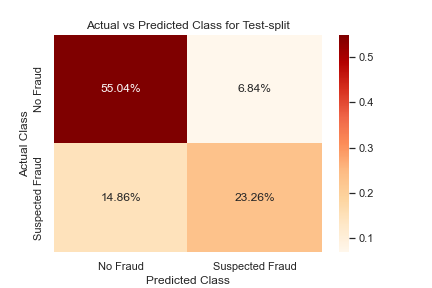 Actual vs Predicted Class for Test-split
Actual Class
No Fraud
55.04%
6.84%
Suspected Fraud
14.86%
23.26%
No Fraud
Suspected Fraud
Predicted Class
0.5
0.4
0.3
0.2
0.1